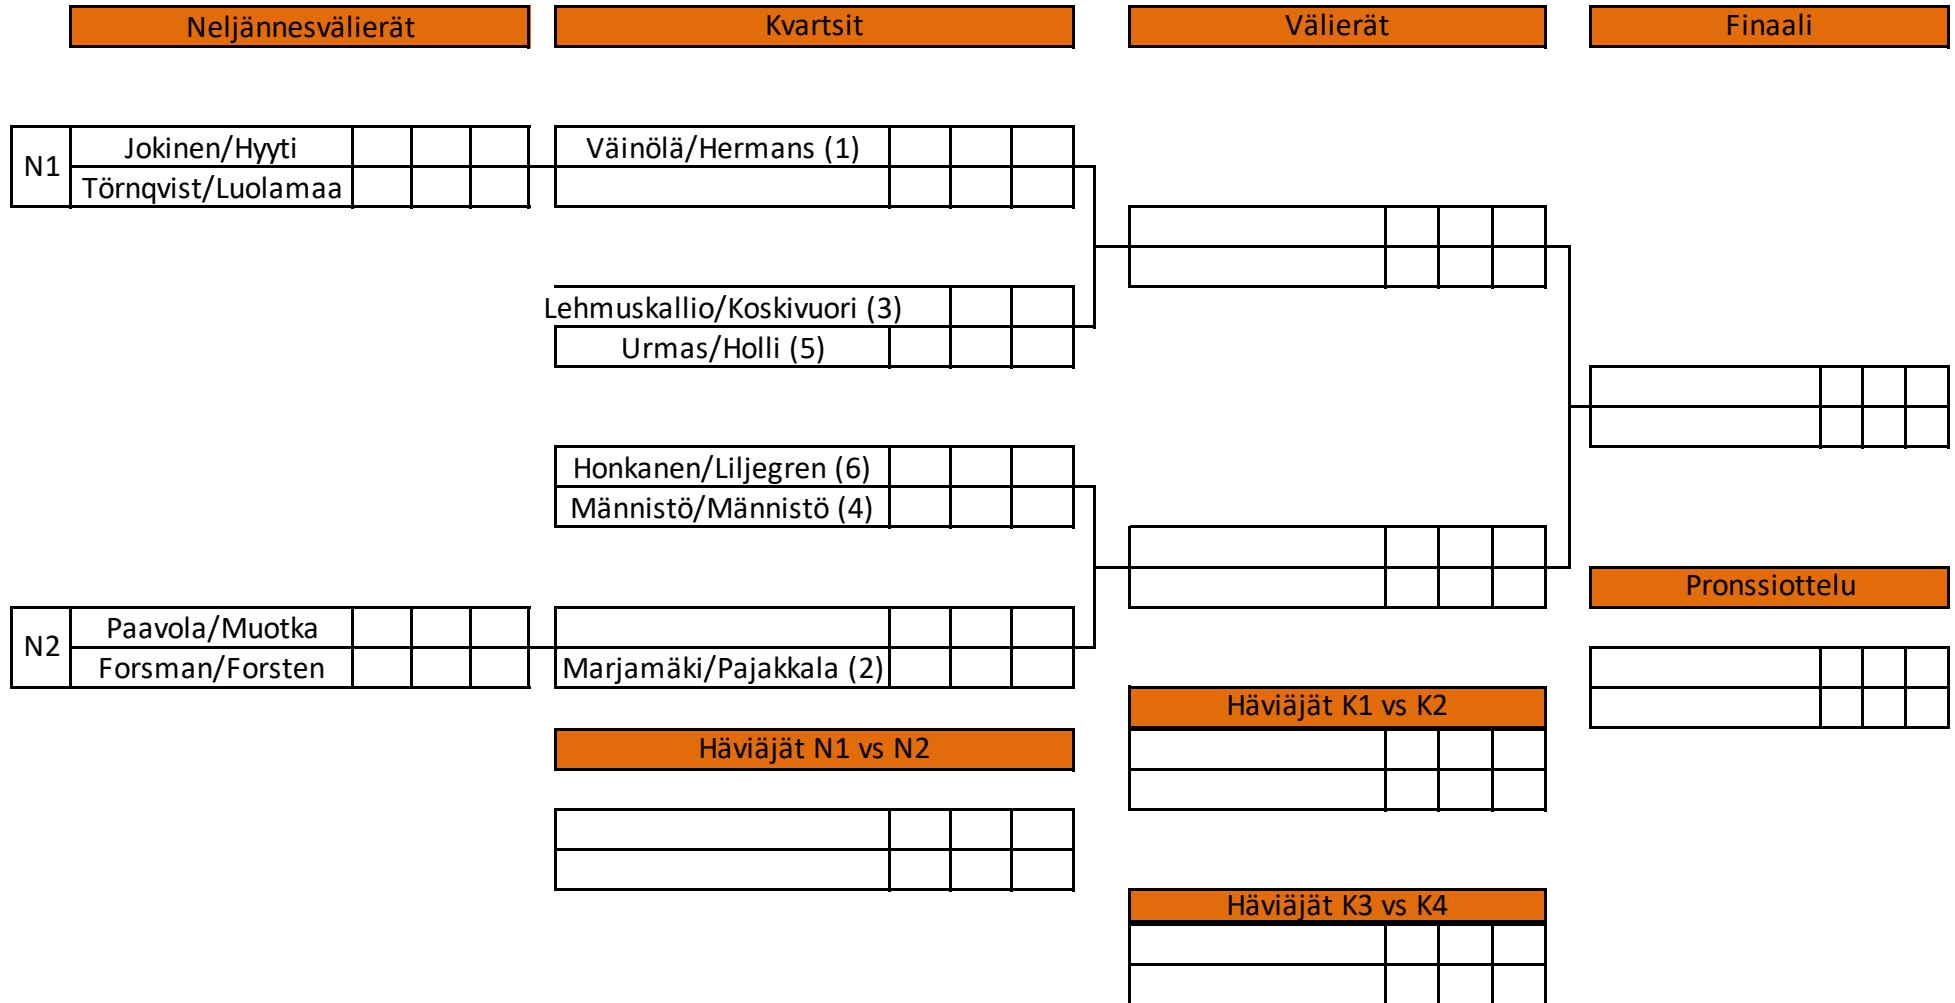 Neljännesvälierät
Kvartsit
Välierät
Finaali
N1
Jokinen/Hyyti
Törnqvist/Luolamaa
Väinölä/Hermans (1)
Lehmuskallio/Koskivuori (3)
Urmas/Holli (5)
Honkanen/Liljegren (6)
Männistö/Männistö (4)
N2
Paavola/Muotka
Forsman/Forsten
Marjamäki/Pajakkala (2)
Pronssiottelu
Häviäjät N1 vs N2
Häviäjät K1 vs K2
Häviäjät K3 vs K4